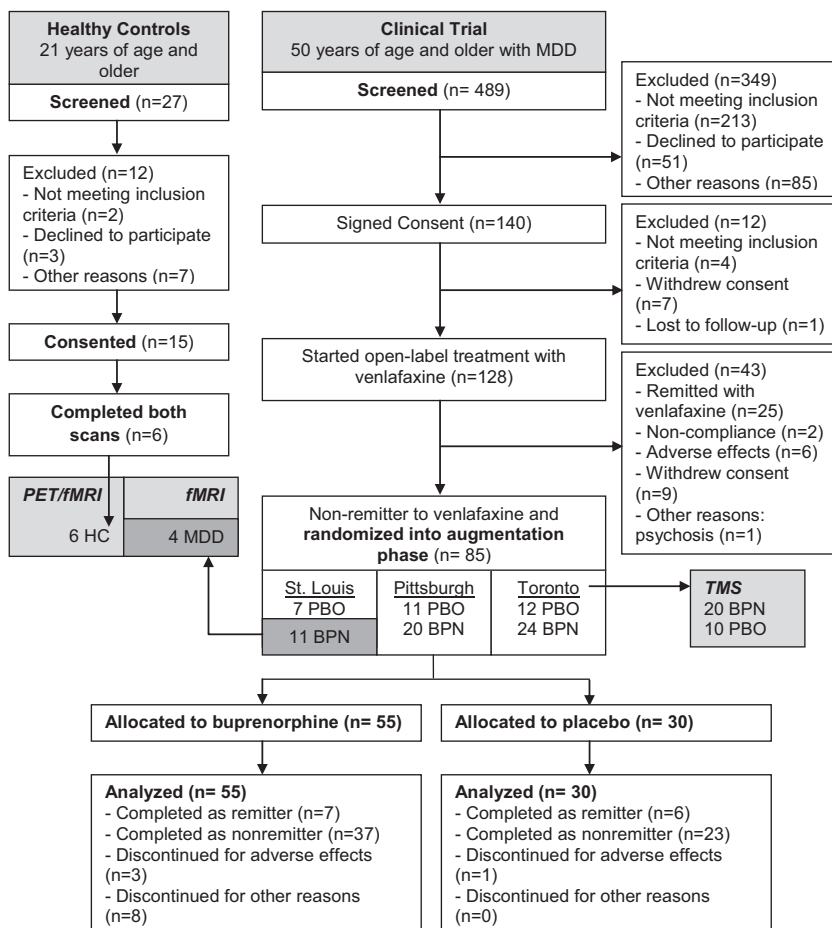 Healthy Controls
21 years of age and
older
Screened (n=27)
Excluded (n=12)
- Not meeting inclusion
criteria (n=2)
- Declined to participate
(n=3)
- Other reasons (n=7)
Consented (n=15)
Completed both
scans (n=6)
PET/fMRI
6 HC
fMRI
4 MDD
Clinical Trial
50 years of age and older with MDD
Screened (n= 489)
Excluded (n=349)
- Not meeting inclusion
criteria (n=213)
- Declined to participate
(n=51)
- Other reasons (n=85)
Signed Consent (n=140)
Excluded (n=12)
- Not meeting inclusion
criteria (n=4)
- Withdrew consent
(n=7)
- Lost to follow-up (n=1)
Started open-label treatment with
venlafaxine (n=128)
Excluded (n=43)
- Remitted with
venlafaxine (n=25)
- Non-compliance (n=2)
- Adverse effects (n=6)
- Withdrew consent
(n=9)
- Other reasons:
psychosis (n=1)
Non-remitter to venlafaxine and
randomized into augmentation
phase (n= 85)
St. Louis
7 PBO
11 BPN
Pittsburgh
11 PBO
20 BPN
Toronto
12 PBO
24 BPN
TMS
20 BPN
10 PBO
Allocated to buprenorphine (n= 55)
Allocated to placebo (n= 30)
Analyzed (n= 55)
- Completed as remitter (n=7)
- Completed as nonremitter (n=37)
- Discontinued for adverse effects
(n=3)
- Discontinued for other reasons
(n=8)
Analyzed (n= 30)
- Completed as remitter (n=6)
- Completed as nonremitter (n=23)
- Discontinued for adverse effects
(n=1)
- Discontinued for other reasons
(n=0)